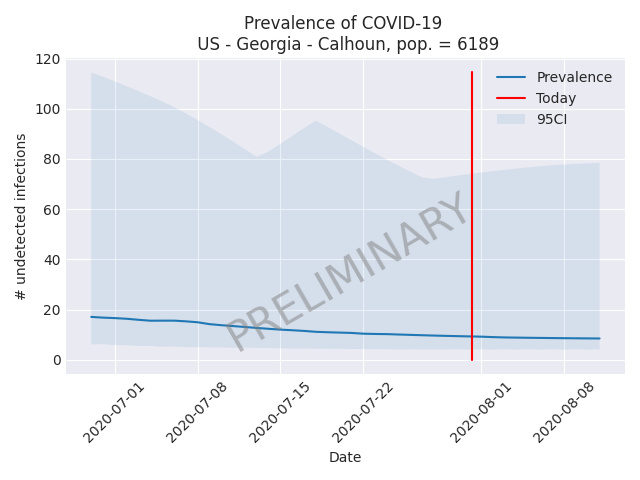 Prevalence of COVID-19
US - Georgia - Calhoun, pop. = 6189
# undetected infections
120
100
80
60
40
20
0
Prevalence
Today
95CI
PRELIMINARY
2020-07-01
2020-07-08
2020-07-15
2020-07-22
2020-08-01
2020-08-08
Date